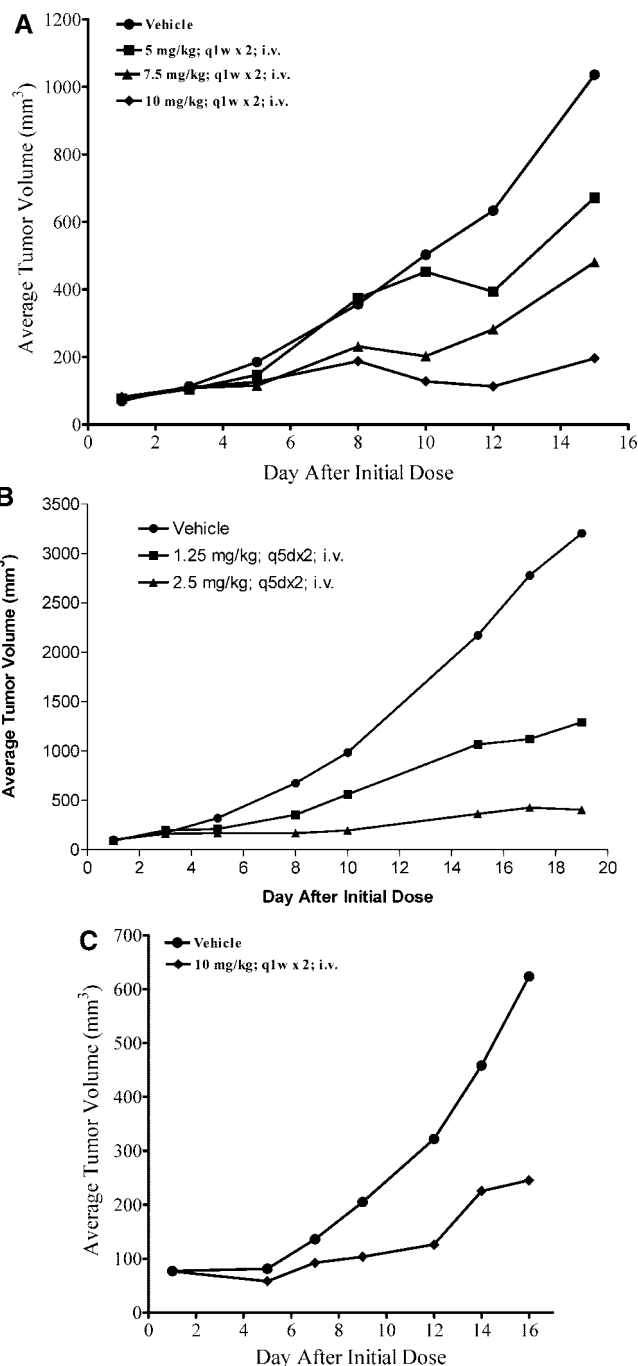 A
Vehicle
5 mg/kg; q1w x 2; i.v.
7.5 mg/kg; q1w x 2; i.v.
10 mg/kg; q1w x 2; i.v.
Average Tumor Volume (mm³)
1200
1000
800
600
400
200
0
0 2 4 6 8 10 12 14 16
Day After Initial Dose
B
Vehicle
1.25 mg/kg; q5dx2; i.v.
2.5 mg/kg; q5dx2; i.v.
Average Tumor Volume (mm³)
3500
3000
2500
2000
1500
1000
500
0
0 2 4 6 8 10 12 14 16 18 20
Day After Initial Dose
C
Vehicle
10 mg/kg; q1w x 2; i.v.
Average Tumor Volume (mm³)
700
600
500
400
300
200
100
0
0 2 4 6 8 10 12 14 16
Day After Initial Dose